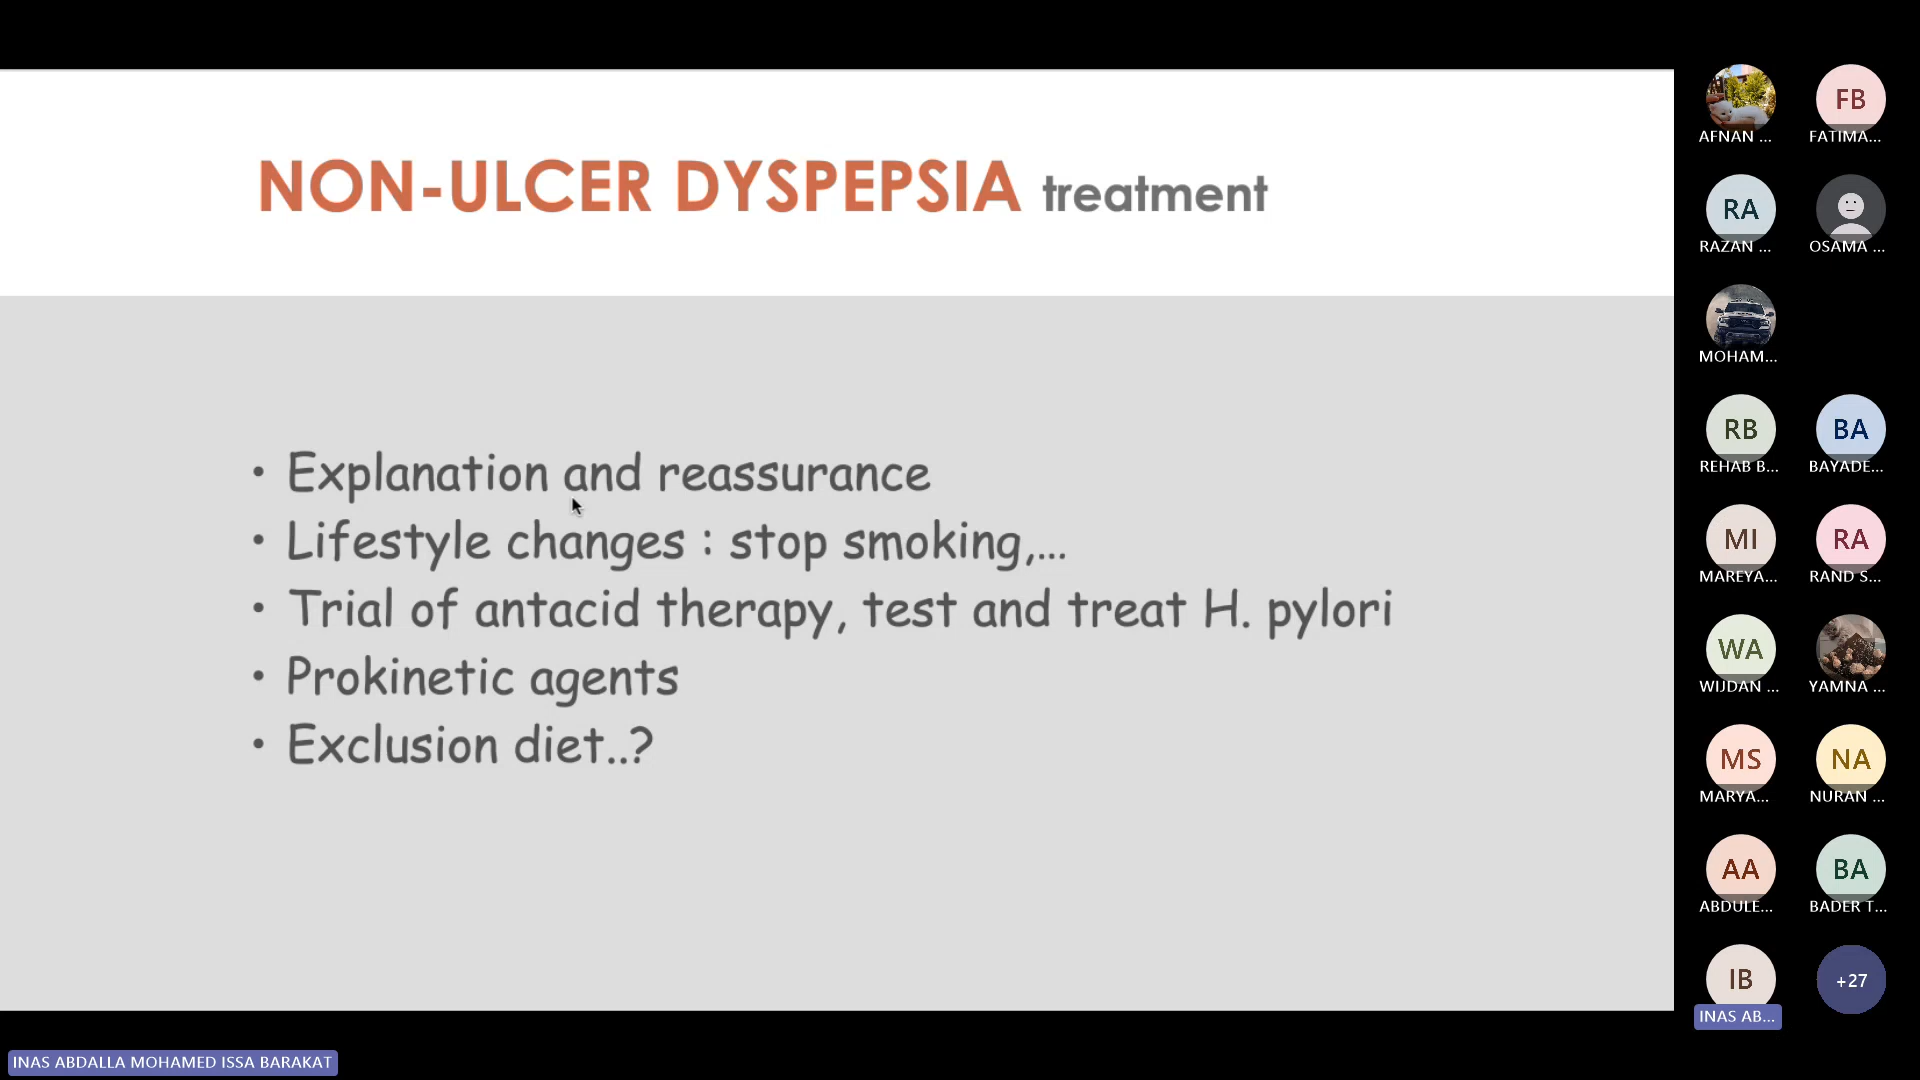 NON-ULCER DYSPEPSIA treatment
• Explanation and reassurance
• Lifestyle changes : stop smoking,...
• Trial of antacid therapy, test and treat H. pylori
• Prokinetic agents
• Exclusion diet..?
AFNAN ...
FB
FATIMA...
RA
RAZAN ...
OSAMA ...
MOHAM...
RB
REHAB B...
BA
BAYADE...
MI
MAREYA...
RA
RAND S...
WA
WIJDAN ...
YAMNA ...
MS
MARYA...
NA
NURAN ...
AA
ABDULE...
BA
BADER T...
IB
INAS AB...
+27
INAS ABDALLA MOHAMED ISSA BARAKAT